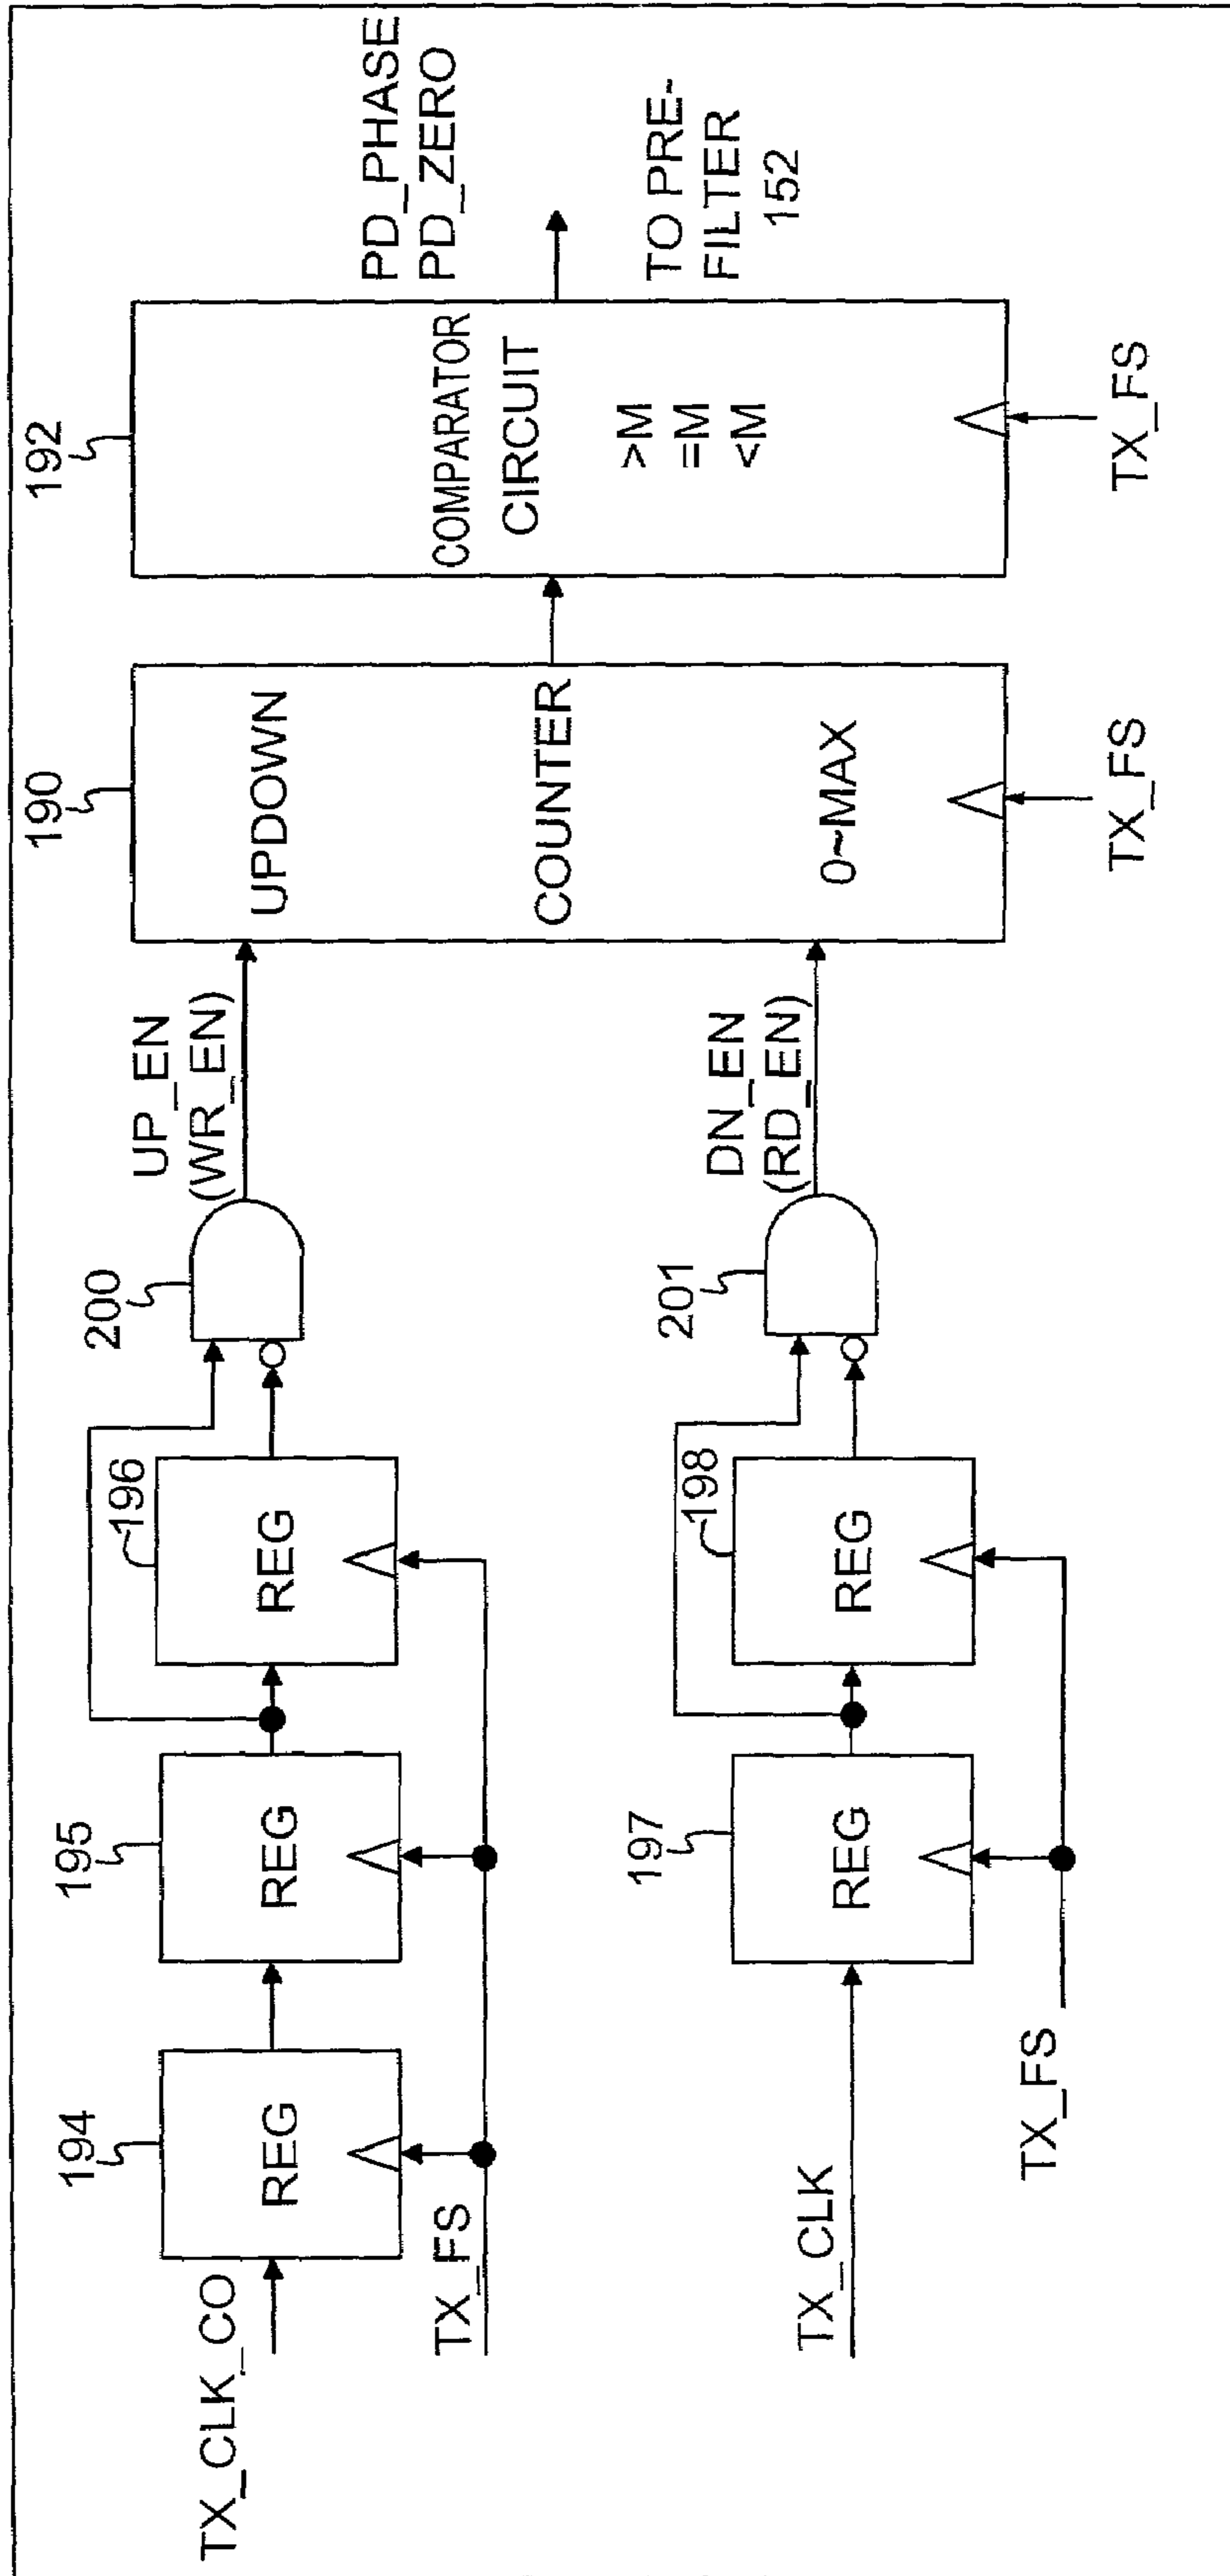 TX_CLK_CO
194
REG
195
REG
196
REG
TX_FS
200
UP_EN
(WR_EN)
TX_CLK
197
REG
198
REG
TX_FS
201
DN_EN
(RD_EN)
190
UPDOWN
COUNTER
0~MAX
TX_FS
192
COMPARATOR
CIRCUIT
>M
=M
<M
TX_FS
PD_PHASE
PD_ZERO
TO PRE-
FILTER
152